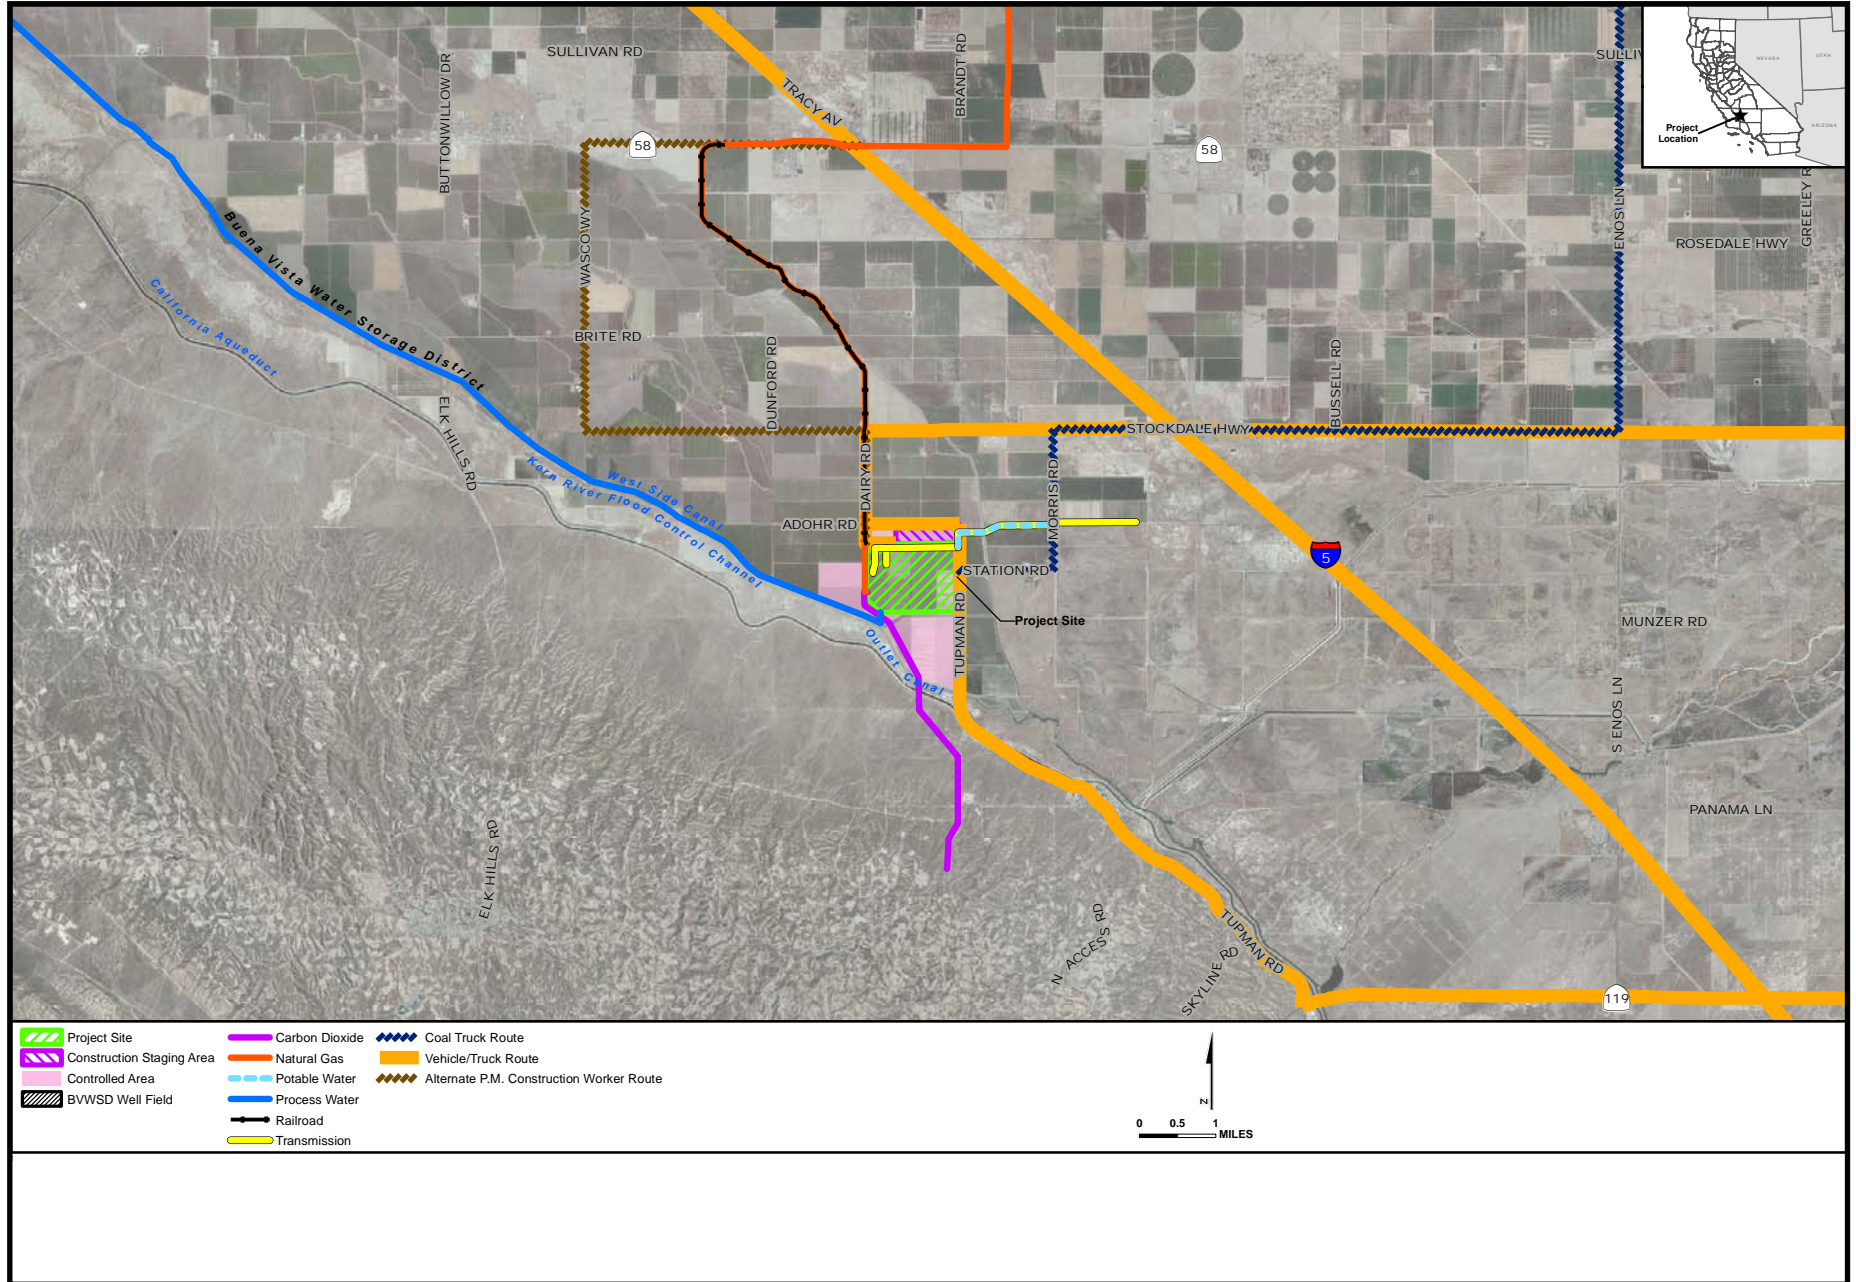 SULLIVAN RD
BUTTONWILLOW DR
BRANDT RD
TRACY AV
NEVADA
UTAH
ARIZONA
Project
Location
58
58
WASCO WY
ENOS LN
ROSEDALE HWY
Buena Vista Water Storage District
California Aqueduct
BRITE RD
DUNFORD RD
BUSSELL RD
ELK HILLS RD
STOCKDALE HWY
West Side Canal
Kern River Flood Control Channel
DAIRY RD
MORRIS RD
ADOHR RD
STATION RD
5
Project Site
TUPMAN RD
Outlet Canal
MUNZER RD
S ENOS LN
PANAMA LN
ELK HILLS RD
N ACCESS RD
SKYLINE RD
TUPMAN RD
119
Project Site
Construction Staging Area
Controlled Area
BVWSD Well Field
Carbon Dioxide
Natural Gas
Potable Water
Process Water
Railroad
Transmission
Coal Truck Route
Vehicle/Truck Route
Alternate P.M. Construction Worker Route
N
0 0.5 1
MILES